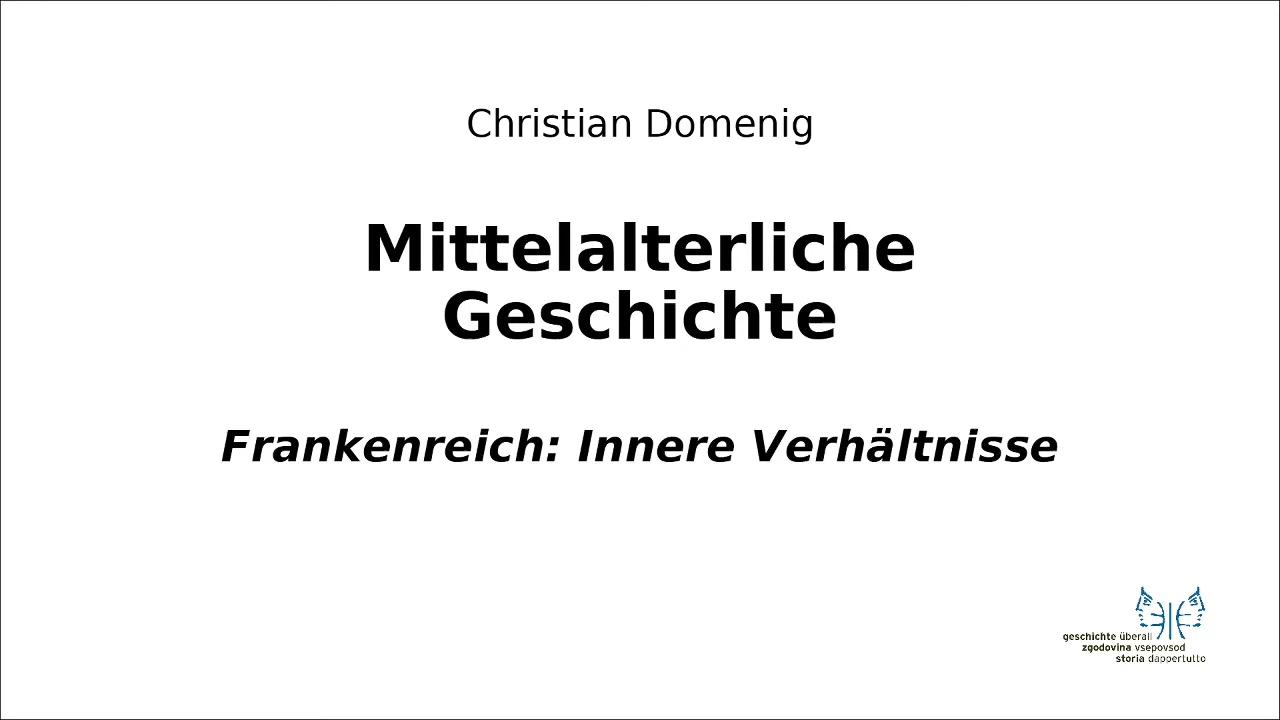 Christian Domenig
Mittelalterliche
Geschichte
Frankenreich: Innere Verhältnisse
geschichte überall
zgodovina vsepovsod
storia dappertutto